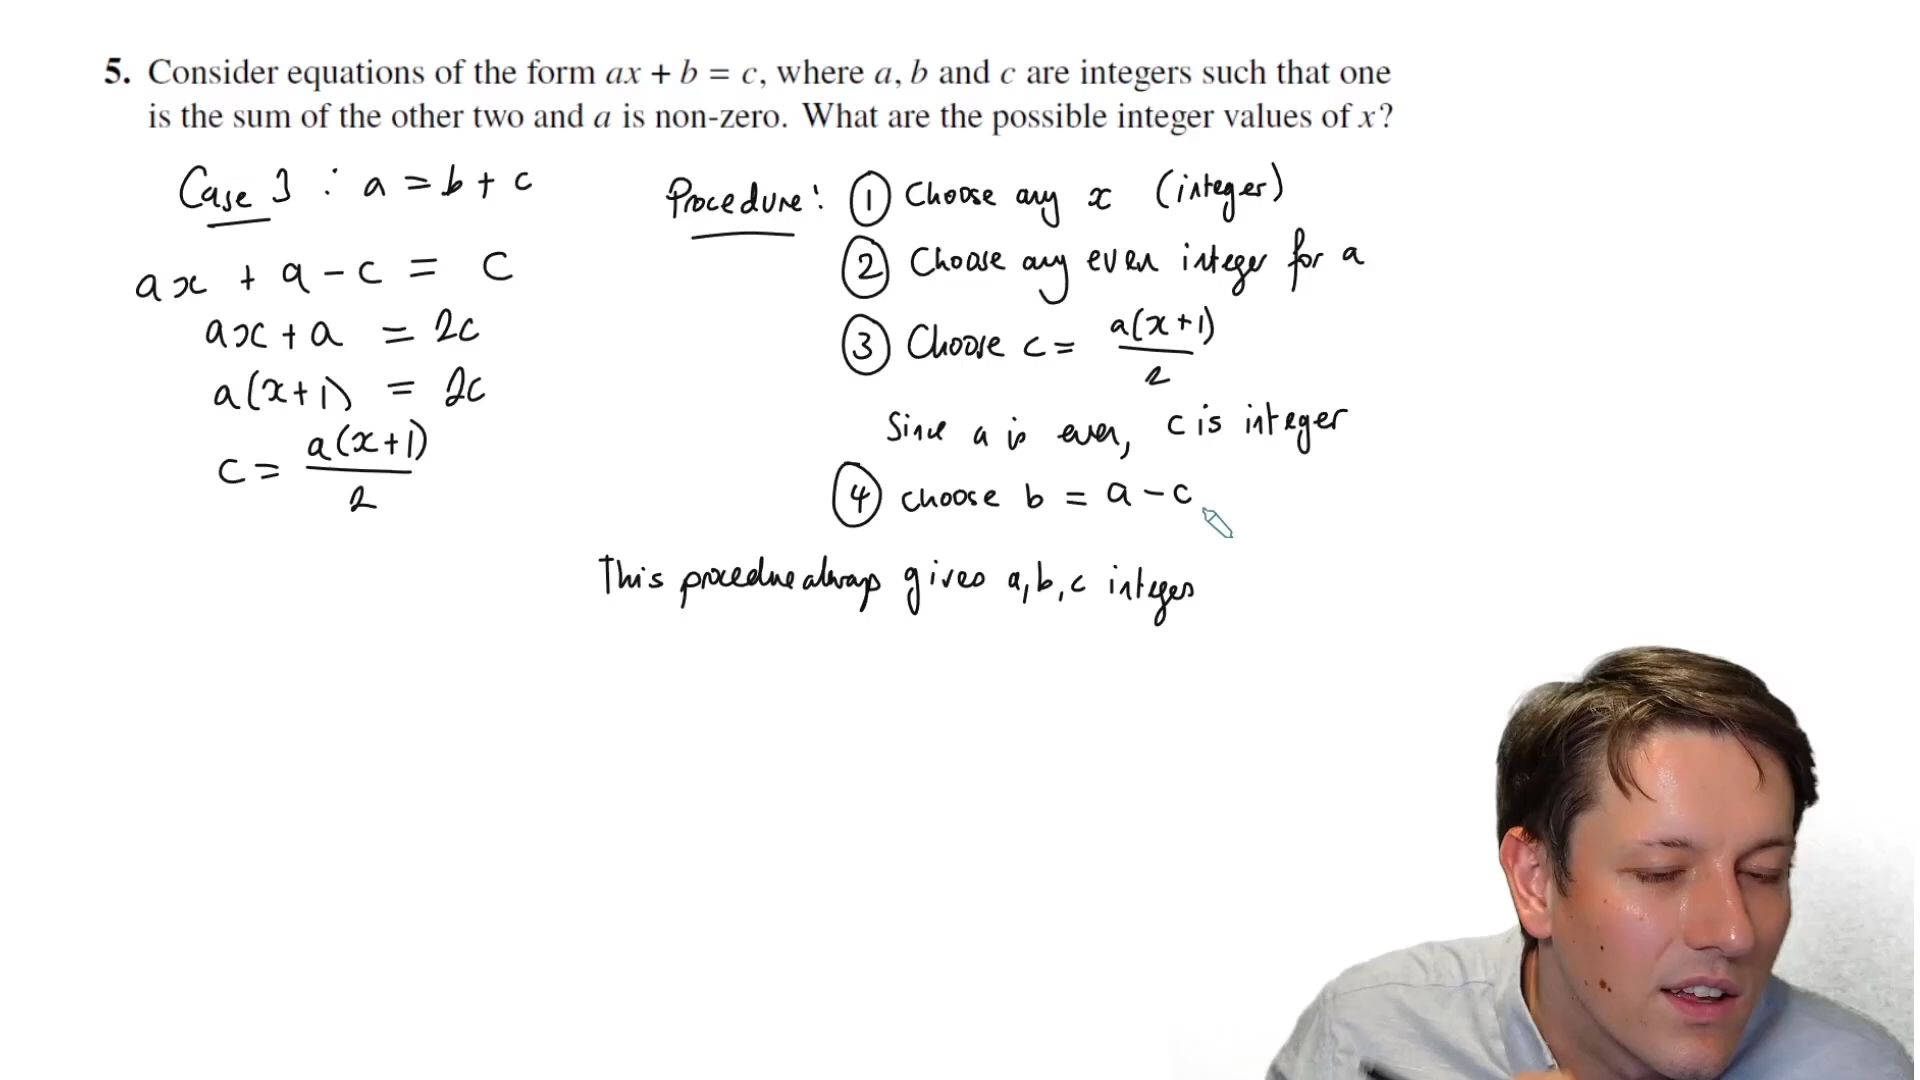 5. Consider equations of the form ax + b = c, where a, b and c are integers such that one
is the sum of the other two and a is non-zero. What are the possible integer values of x?
Case 3 : a = b + c
ax + a - c = c
ax + a = 2c
a(x+1) = 2c
c = a(x+1)/2
Procedure: ① Choose any x (integer)
② Choose any even integer for a
③ Choose c = a(x+1)/2
Since a is even, c is integer
④ choose b = a - c
This procedure always gives a, b, c integers